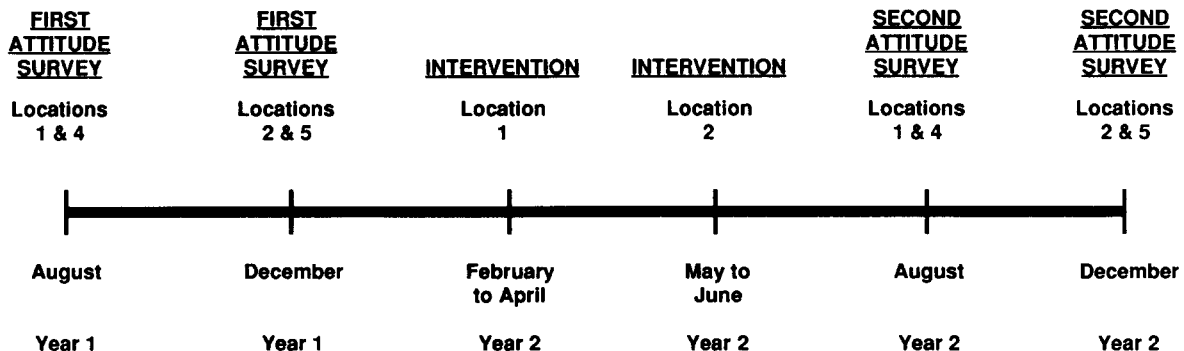 FIRST
ATTITUDE
SURVEY
Locations
1 & 4
August
Year 1
FIRST
ATTITUDE
SURVEY
Locations
2 & 5
December
Year 1
INTERVENTION
Location
1
February
to April
Year 2
INTERVENTION
Location
2
May to
June
Year 2
SECOND
ATTITUDE
SURVEY
Locations
1 & 4
August
Year 2
SECOND
ATTITUDE
SURVEY
Locations
2 & 5
December
Year 2